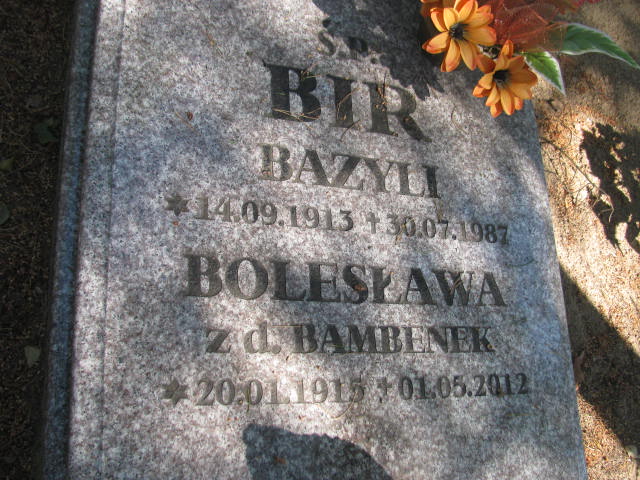 Ś.P.
BIR
BAZYLI
* 14.09.1913 † 30.07.1987
BOLESŁAWA
z d. BAMBENEK
* 20.01.1915 † 01.05.2012